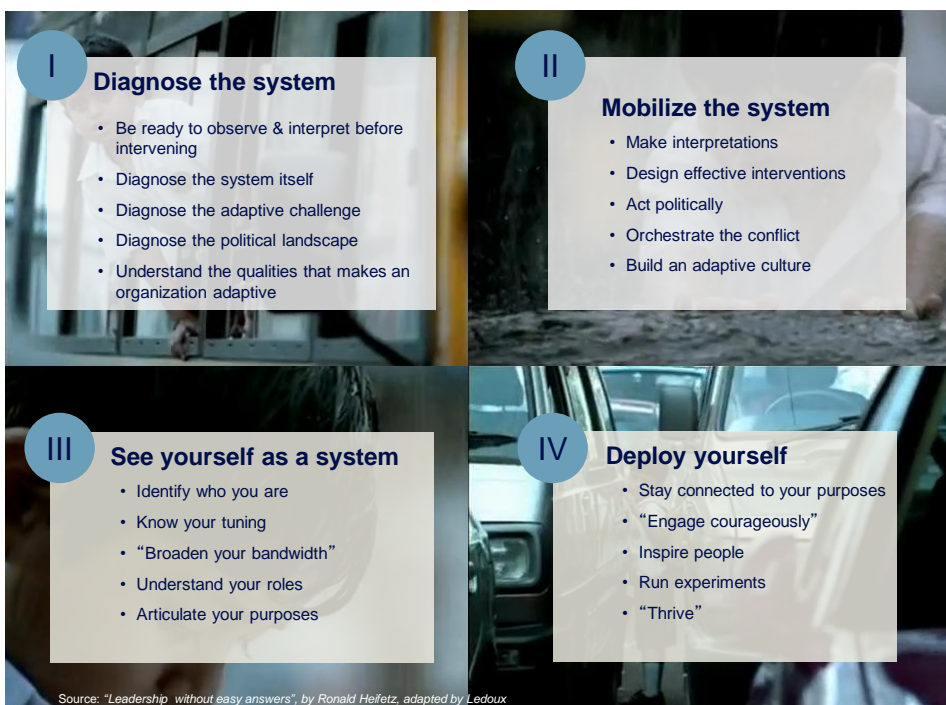 I
Diagnose the system
• Be ready to observe & interpret before
intervening
• Diagnose the system itself
• Diagnose the adaptive challenge
• Diagnose the political landscape
• Understand the qualities that makes an
organization adaptive
II
Mobilize the system
• Make interpretations
• Design effective interventions
• Act politically
• Orchestrate the conflict
• Build an adaptive culture
III
See yourself as a system
• Identify who you are
• Know your tuning
• “Broaden your bandwidth”
• Understand your roles
• Articulate your purposes
IV
Deploy yourself
• Stay connected to your purposes
• “Engage courageously”
• Inspire people
• Run experiments
• “Thrive”
Source: “Leadership without easy answers”, by Ronald Heifetz, adapted by Ledoux